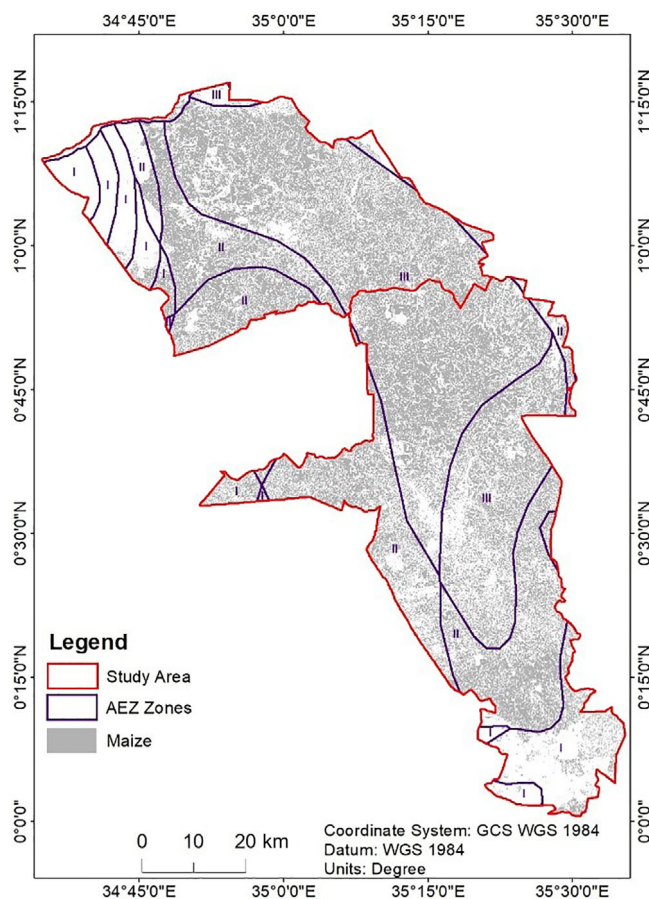 34°45'0"E 35°0'0"E 35°15'0"E 35°30'0"E
1°15'0"N 1°15'0"N
1°0'0"N 1°0'0"N
0°45'0"N 0°45'0"N
0°30'0"N 0°30'0"N
0°15'0"N 0°15'0"N
0°0'0" 0°0'0"
III
I
I
I
II
I
I
II
II
III
II
I
III
II
II
I
I
I
Legend
Study Area
AEZ Zones
Maize
0 10 20 km
Coordinate System: GCS WGS 1984
Datum: WGS 1984
Units: Degree
34°45'0"E 35°0'0"E 35°15'0"E 35°30'0"E